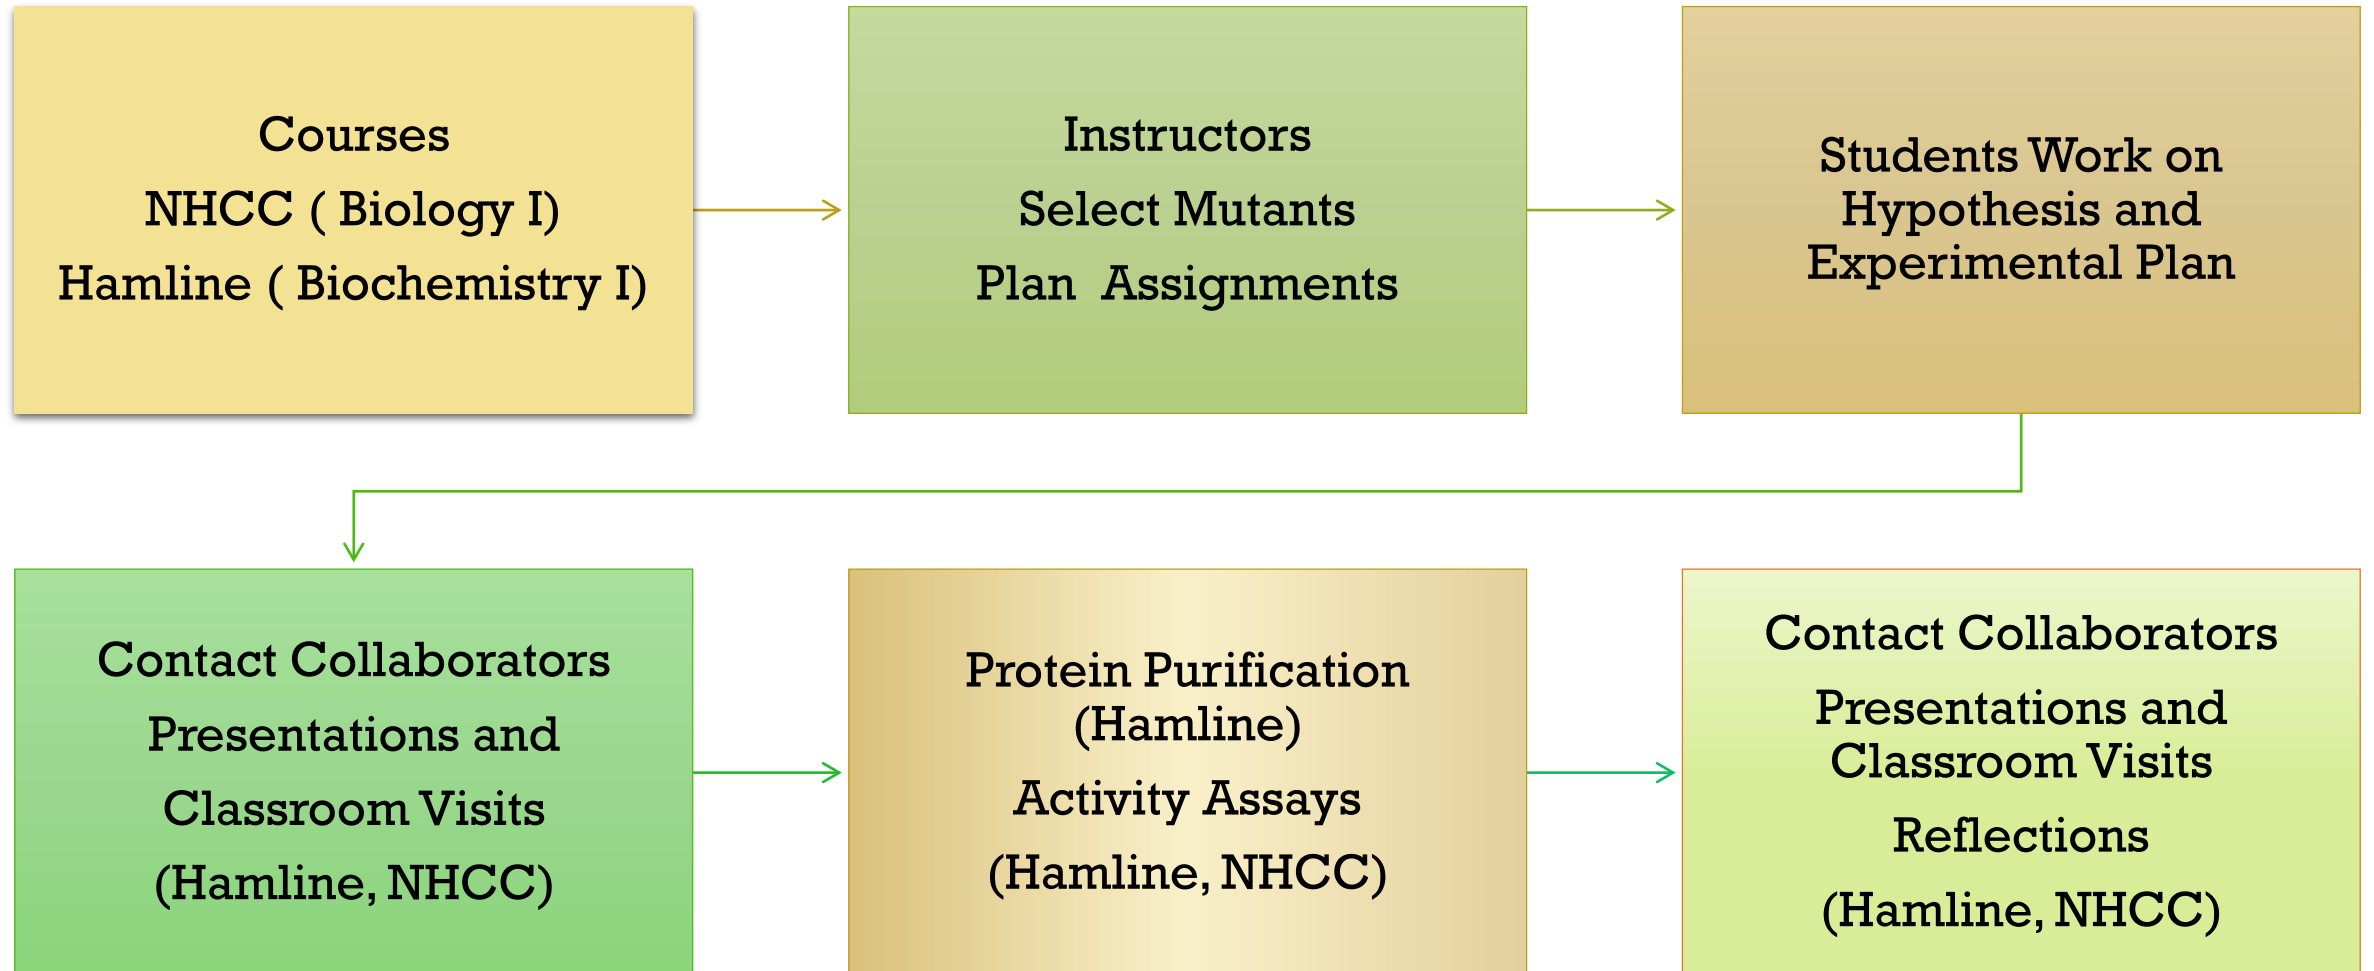 Courses
NHCC ( Biology I)
Hamline ( Biochemistry I)
Instructors
Select Mutants
Plan  Assignments
Students Work on
Hypothesis and
Experimental Plan
Contact Collaborators
Presentations and
Classroom Visits
(Hamline, NHCC)
Protein Purification
(Hamline)
Activity Assays
(Hamline, NHCC)
Contact Collaborators
Presentations and
Classroom Visits
Reflections
(Hamline, NHCC)